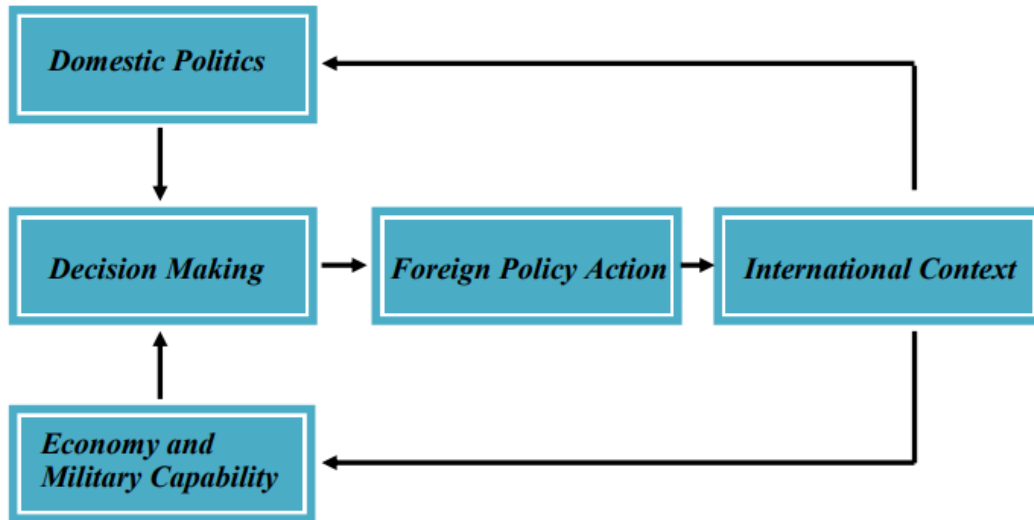 Domestic Politics
Decision Making
Foreign Policy Action
International Context
Economy and
Military Capability